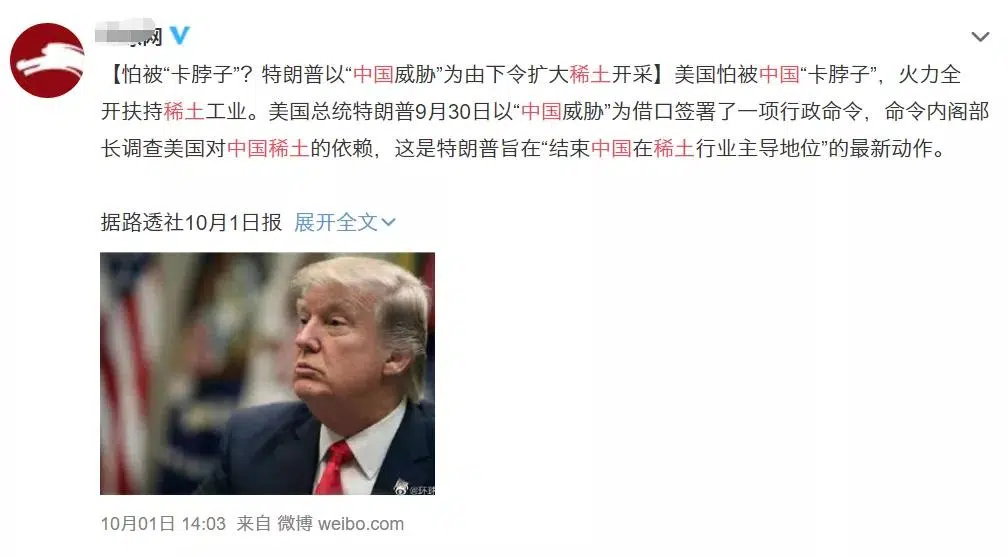 网
【怕被“卡脖子”？特朗普以“中国威胁”为由下令扩大稀土开采】美国怕被中国“卡脖子”，火力全
开扶持稀土工业。美国总统特朗普9月30日以“中国威胁”为借口签署了一项行政命令，命令内阁部
长调查美国对中国稀土的依赖，这是特朗普旨在“结束中国在稀土行业主导地位”的最新动作。
据路透社10月1日报 展开全文
@环球
10月01日 14:03 来自 微博 weibo.com